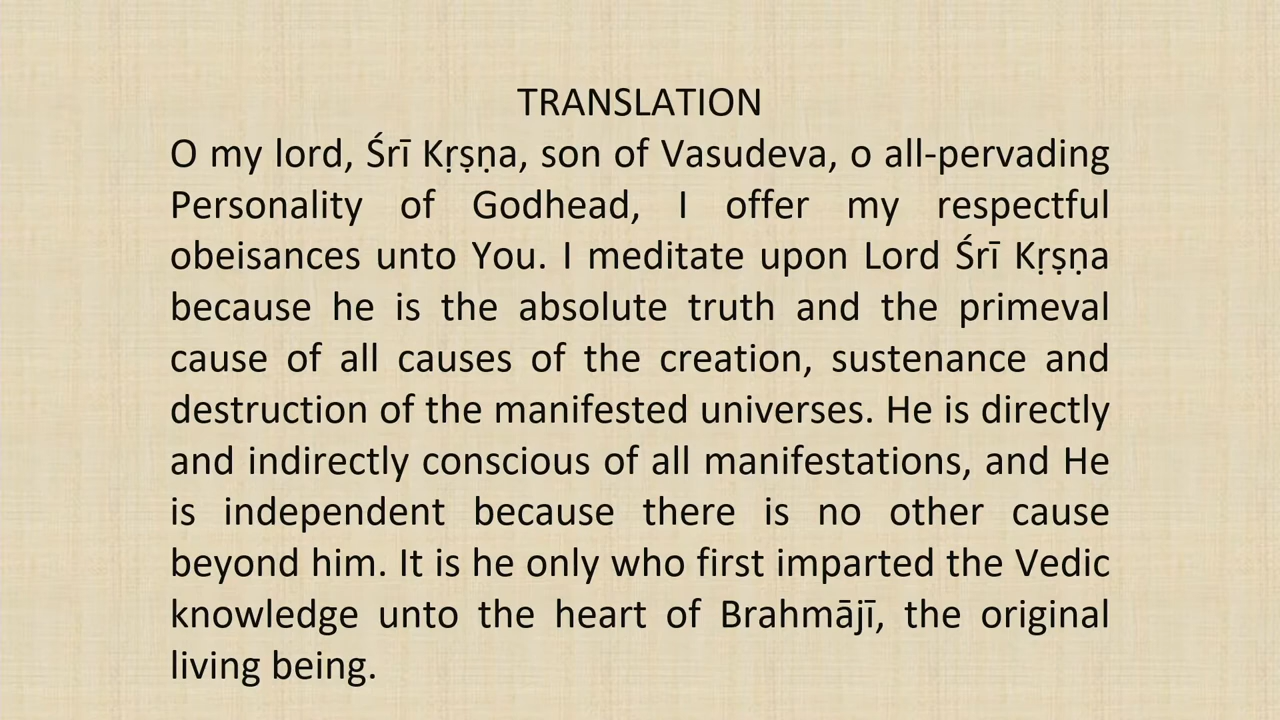 TRANSLATION
O my lord, Śrī Kṛṣṇa, son of Vasudeva, o all-pervading
Personality of Godhead, I offer my respectful
obeisances unto You. I meditate upon Lord Śrī Kṛṣṇa
because he is the absolute truth and the primeval
cause of all causes of the creation, sustenance and
destruction of the manifested universes. He is directly
and indirectly conscious of all manifestations, and He
is independent because there is no other cause
beyond him. It is he only who first imparted the Vedic
knowledge unto the heart of Brahmājī, the original
living being.